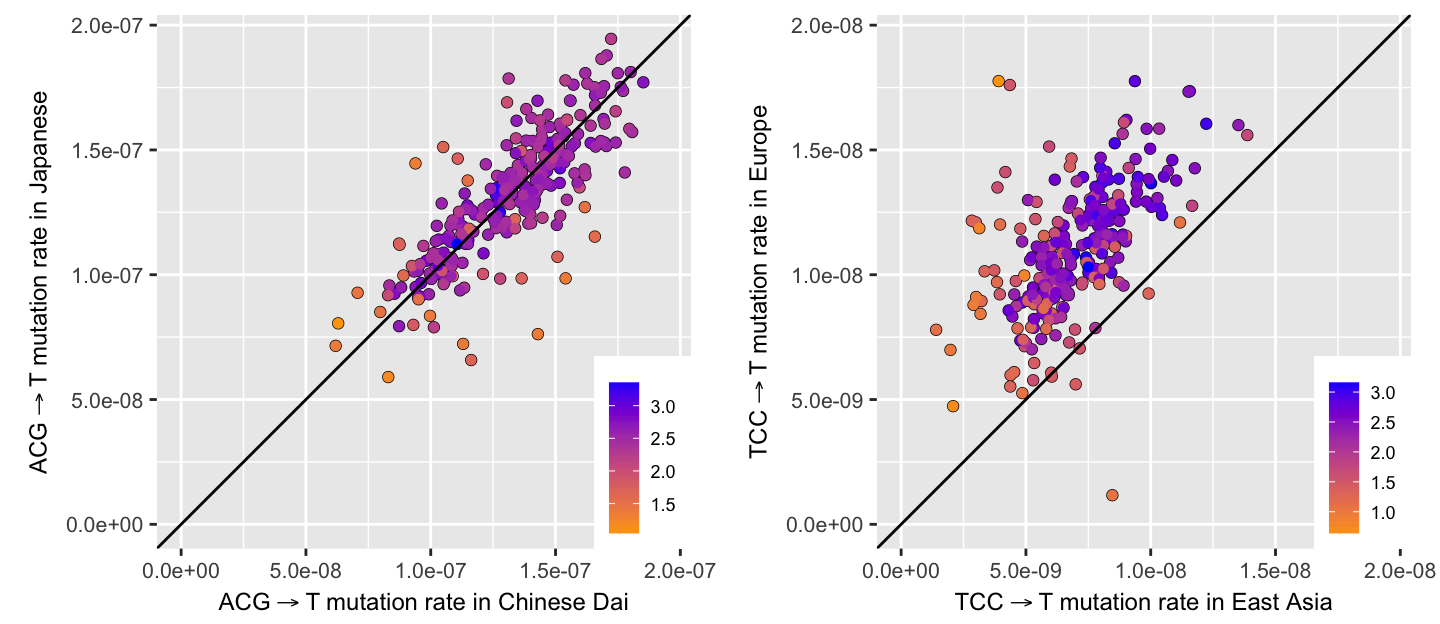 2.0e-07
1.5e-07
1.0e-07
5.0e-08
0.0e+00
ACG → T mutation rate in Japanese
3.0
2.5
2.0
1.5
0.0e+00 5.0e-08 1.0e-07 1.5e-07 2.0e-07
ACG → T mutation rate in Chinese Dai
2.0e-08
1.5e-08
1.0e-08
5.0e-09
0.0e+00
TCC → T mutation rate in Europe
3.0
2.5
2.0
1.5
1.0
0.0e+00 5.0e-09 1.0e-08 1.5e-08 2.0e-08
TCC → T mutation rate in East Asia